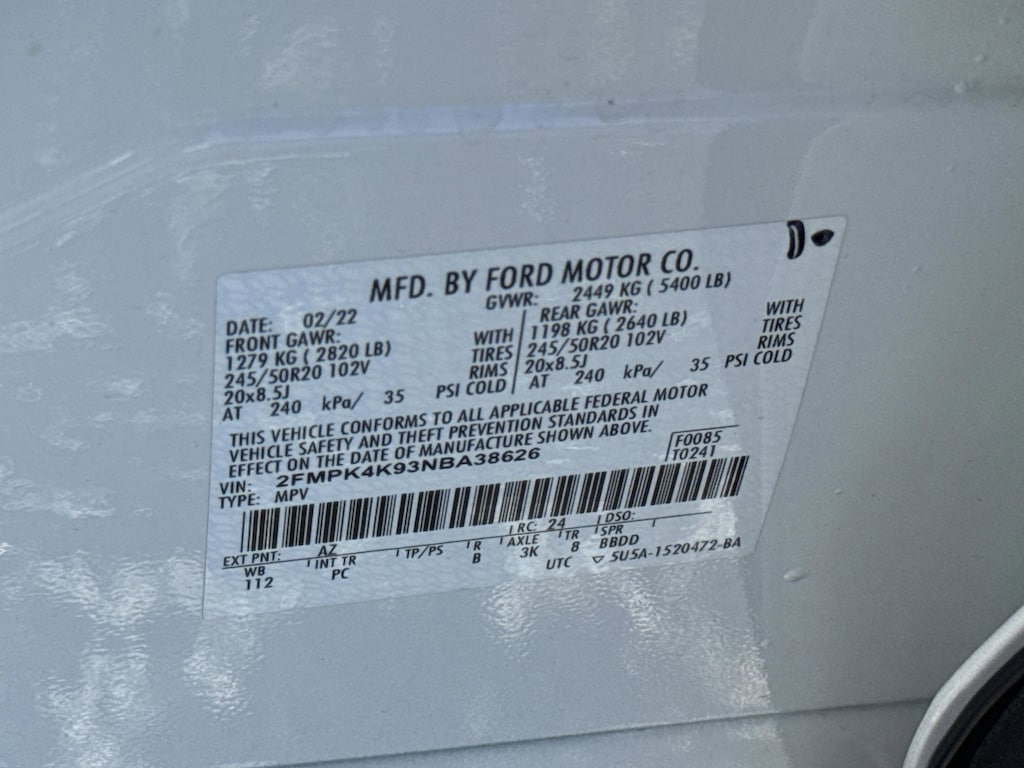 MFD. BY FORD MOTOR CO.
DATE: 02/22 GVWR: 2449 KG ( 5400 LB)
FRONT GAWR: REAR GAWR:
1279 KG ( 2820 LB) WITH 1198 KG ( 2640 LB) WITH
245/50R20 102V TIRES 245/50R20 102V TIRES
20x8.5J RIMS 20x8.5J RIMS
AT 240 kPa/ 35 PSI COLD AT 240 kPa/ 35 PSI COLD
THIS VEHICLE CONFORMS TO ALL APPLICABLE FEDERAL MOTOR
VEHICLE SAFETY AND THEFT PREVENTION STANDARDS IN
EFFECT ON THE DATE OF MANUFACTURE SHOWN ABOVE.
VIN: 2FMPK4K93NBA38626 F0085
TYPE: MPV T0241
EXT PNT: AZ RC: 24 DSO:
WB INT TR TP/PS R AXLE TR SPR
112 PC B 3K 8 BBDD
UTC ▽ 5U5A-1520472-BA